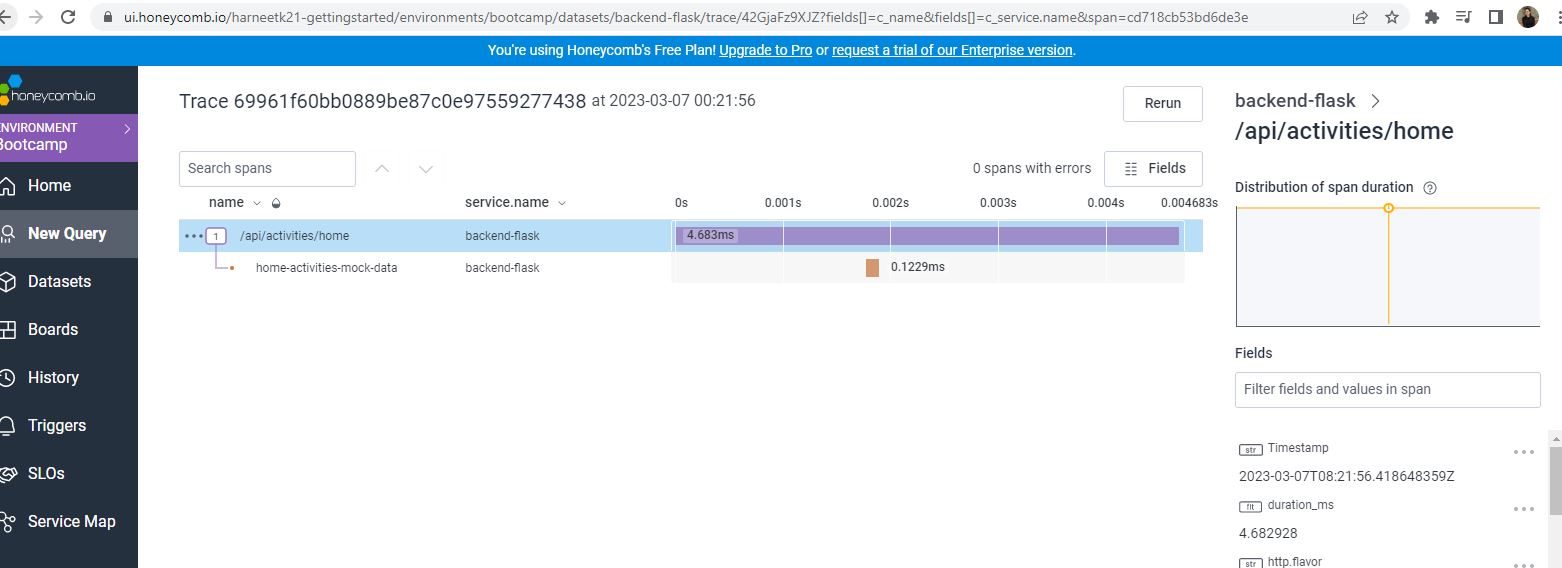 ui.honeycomb.io/harneetk21-gettingstarted/environments/bootcamp/datasets/backend-flask/trace/42GjaFz9XJZ?fields[]=c_name&fields[]=c_service.name&span=cd718cb53bd6de3e
You're using Honeycomb's Free Plan! Upgrade to Pro or request a trial of our Enterprise version.
honeycomb.io
NVIRONMENT
Bootcamp
Home
New Query
Datasets
Boards
History
Triggers
SLOs
Service Map
Trace 69961f60bb0889be87c0e97559277438 at 2023-03-07 00:21:56
Rerun
Search spans
0 spans with errors
Fields
name service.name 0s 0.001s 0.002s 0.003s 0.004s 0.004683s
1 /api/activities/home backend-flask 4.683ms
home-activities-mock-data backend-flask 0.1229ms
backend-flask
/api/activities/home
Distribution of span duration
Fields
Filter fields and values in span
str Timestamp
2023-03-07T08:21:56.418648359Z
flt duration_ms
4.682928
str http.flavor